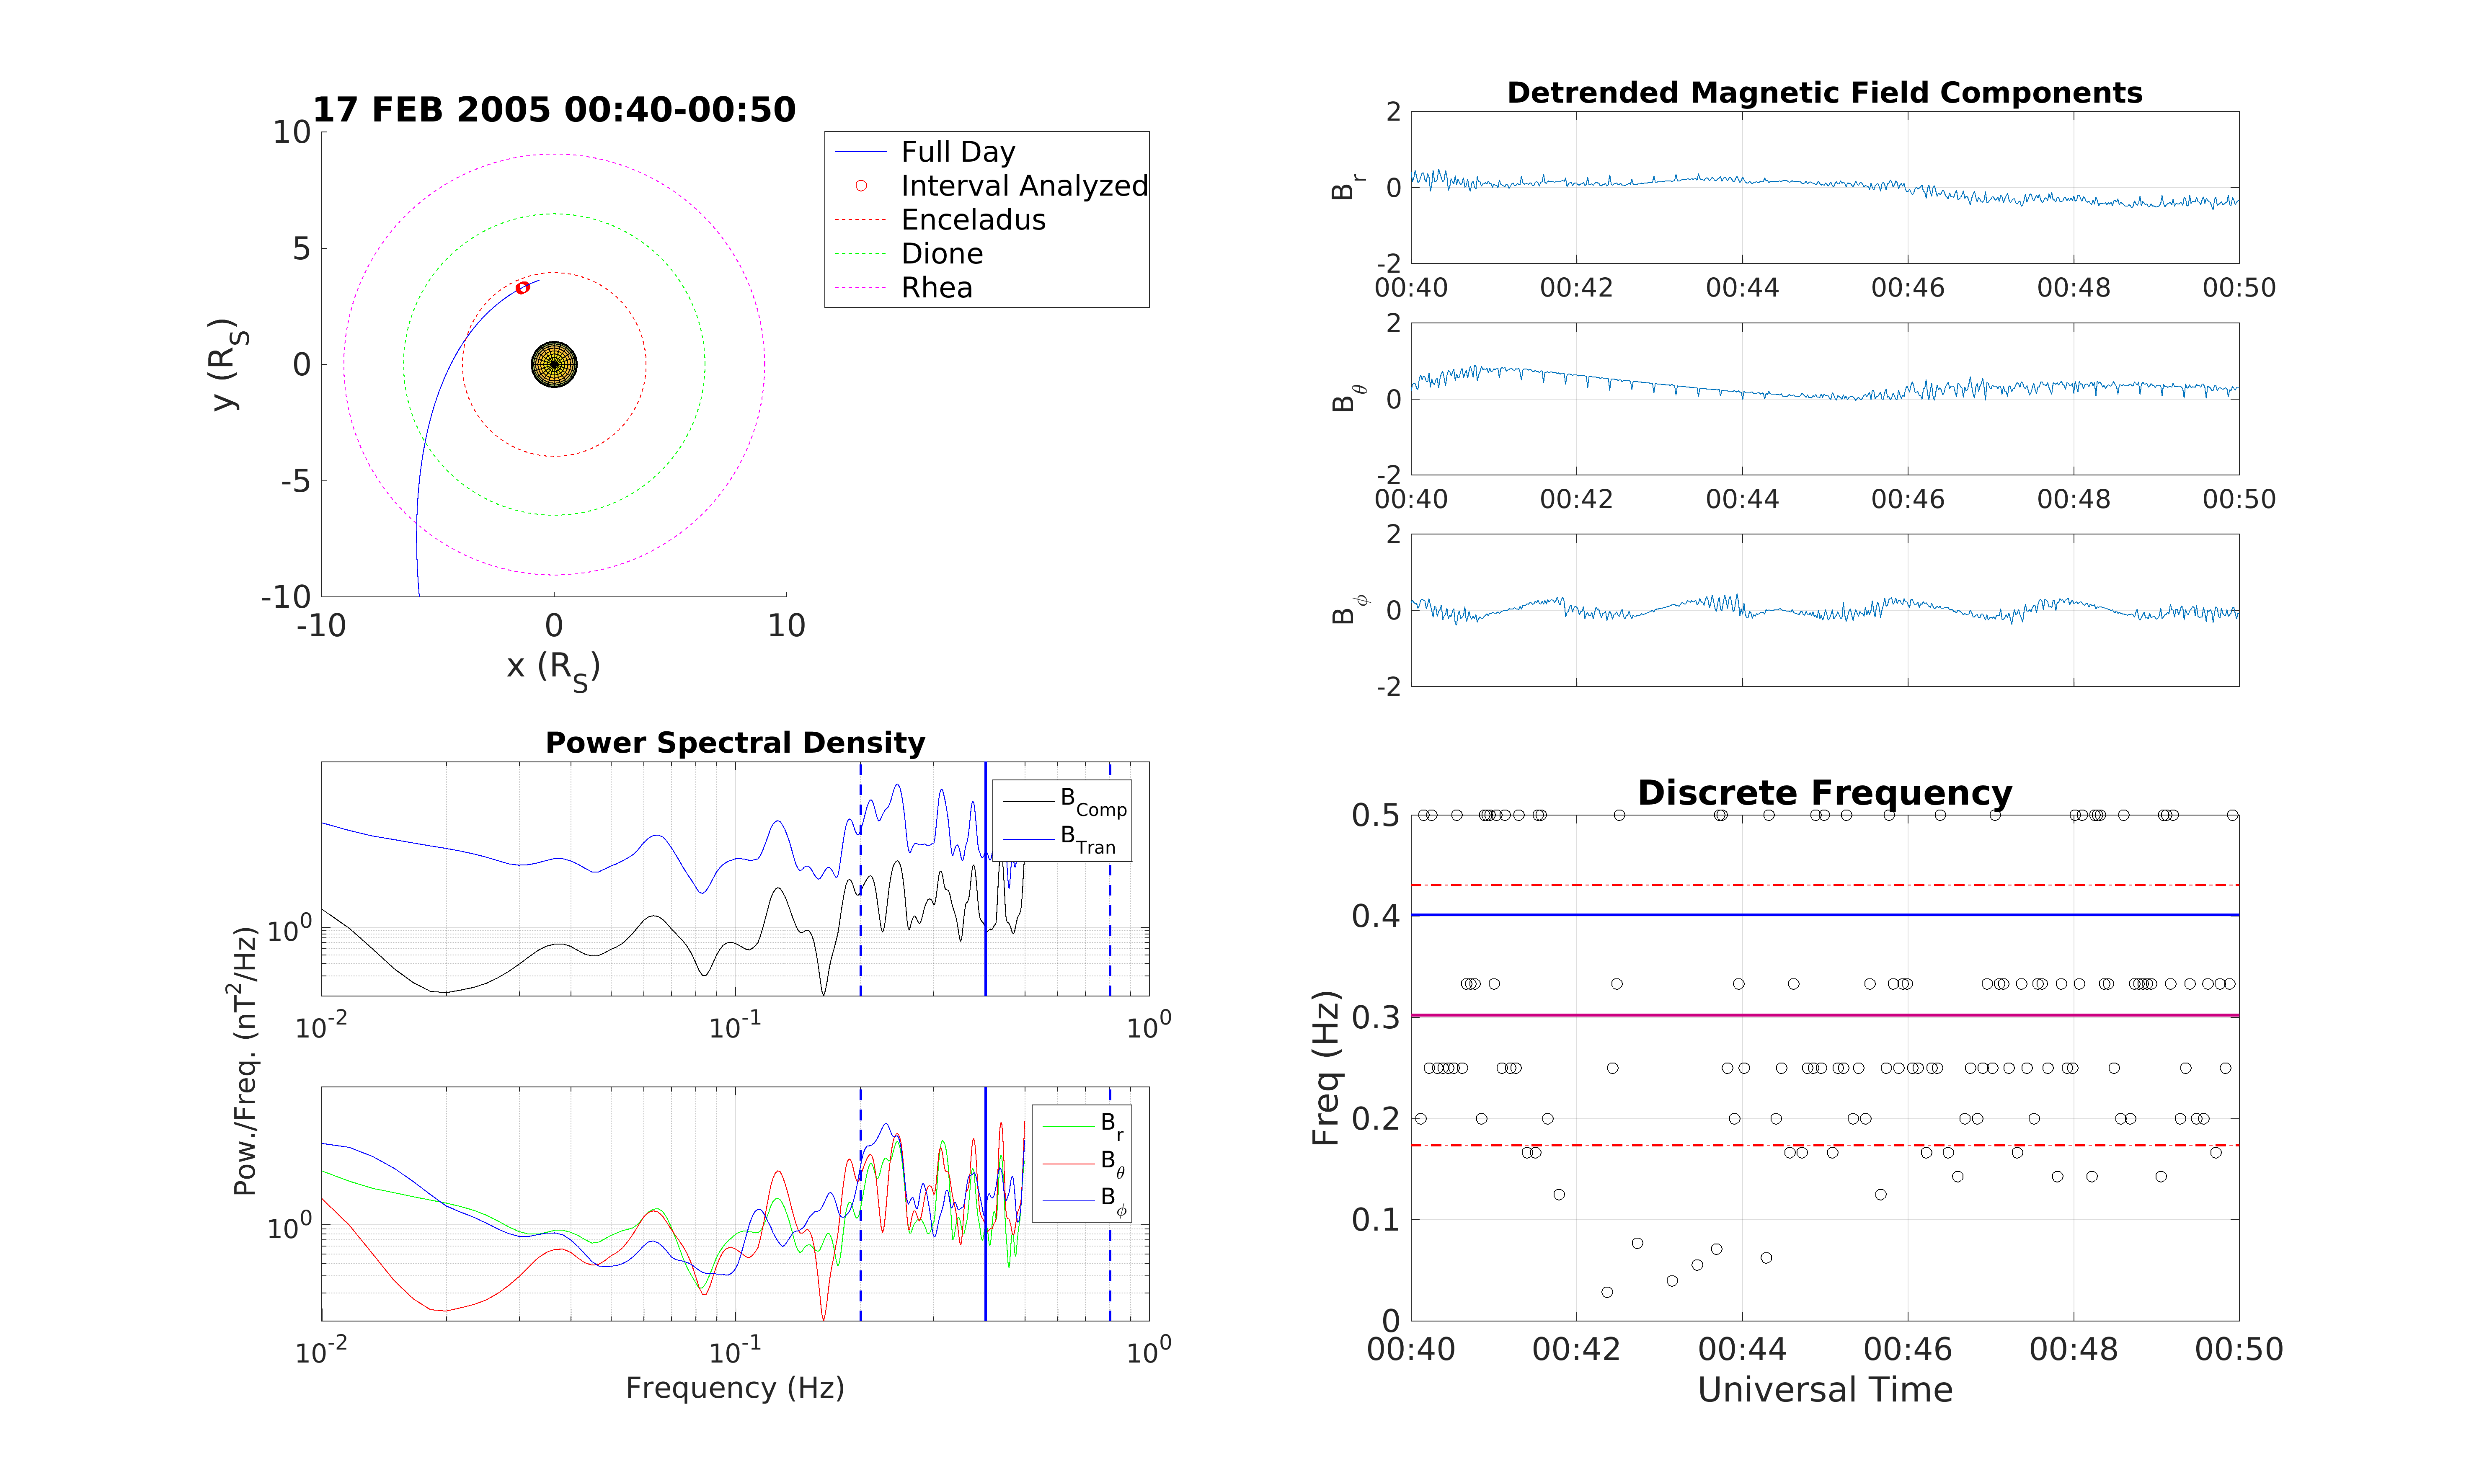 17 FEB 2005 00:40-00:50
10
5
0
-5
-10
-10 0 10
y (R_S)
x (R_S)
Full Day
Interval Analyzed
Enceladus
Dione
Rhea
Detrended Magnetic Field Components
2
0
-2
B_r
00:40 00:42 00:44 00:46 00:48 00:50
2
0
-2
B_θ
00:40 00:42 00:44 00:46 00:48 00:50
2
0
-2
B_ϕ
Power Spectral Density
10^0
10^-2 10^-1 10^0
B_Comp
B_Tran
Pow./Freq. (nT^2/Hz)
10^0
10^-2 10^-1 10^0
B_r
B_θ
B_ϕ
Frequency (Hz)
Discrete Frequency
0.5
0.4
0.3
0.2
0.1
0
Freq (Hz)
00:40 00:42 00:44 00:46 00:48 00:50
Universal Time